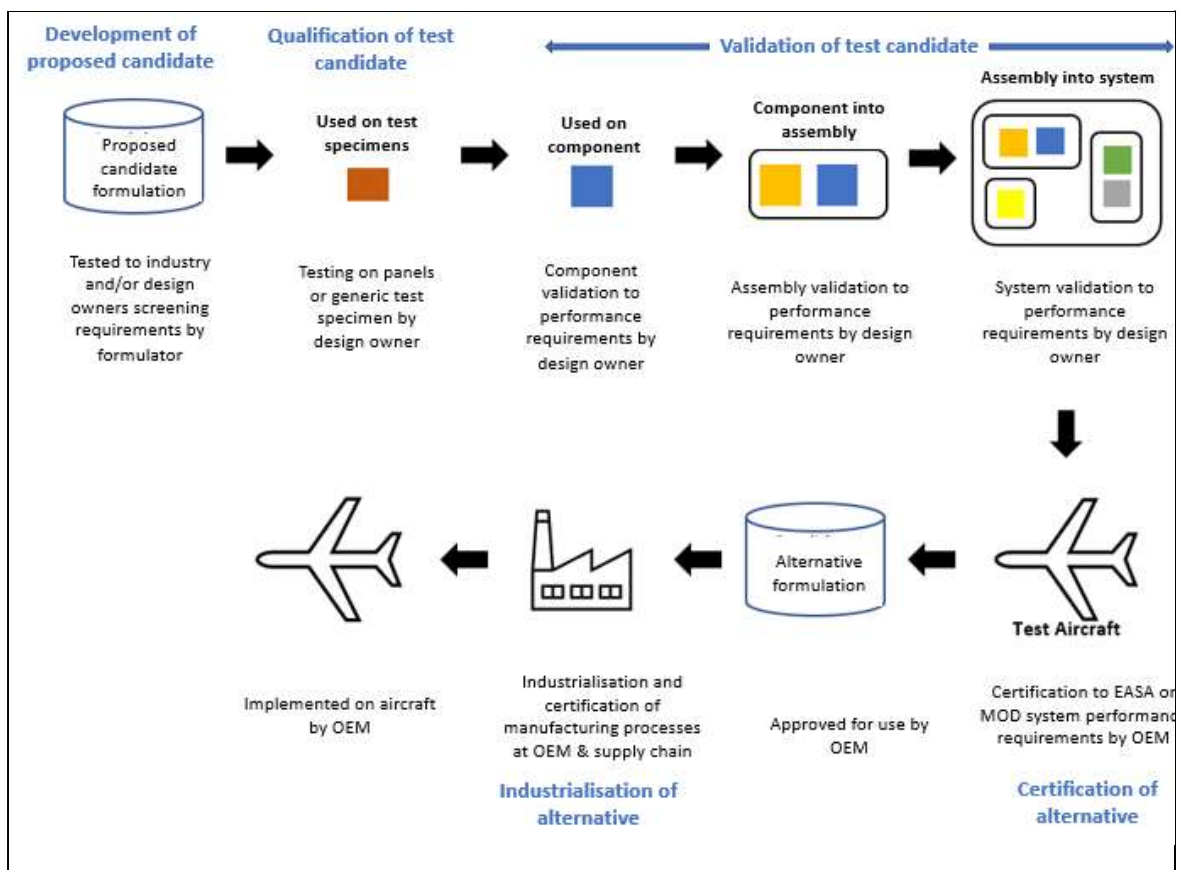 Development of
proposed candidate
Qualification of test
candidate
Validation of test candidate
Proposed
candidate
formulation
Used on test
specimens
Used on
component
Component into
assembly
Assembly into system
Tested to industry
and/or design
owners screening
requirements by
formulator
Testing on panels
or generic test
specimen by
design owner
Component
validation to
performance
requirements by
design owner
Assembly validation to
performance
requirements by design
owner
System validation to
performance
requirements by design
owner
Alternative
formulation
Test Aircraft
Implemented on aircraft
by OEM
Industrialisation and
certification of
manufacturing processes
at OEM & supply chain
Approved for use by
OEM
Certification to EASA or
MOD system performanc
requirements by OEM
Industrialisation of
alternative
Certification of
alternative